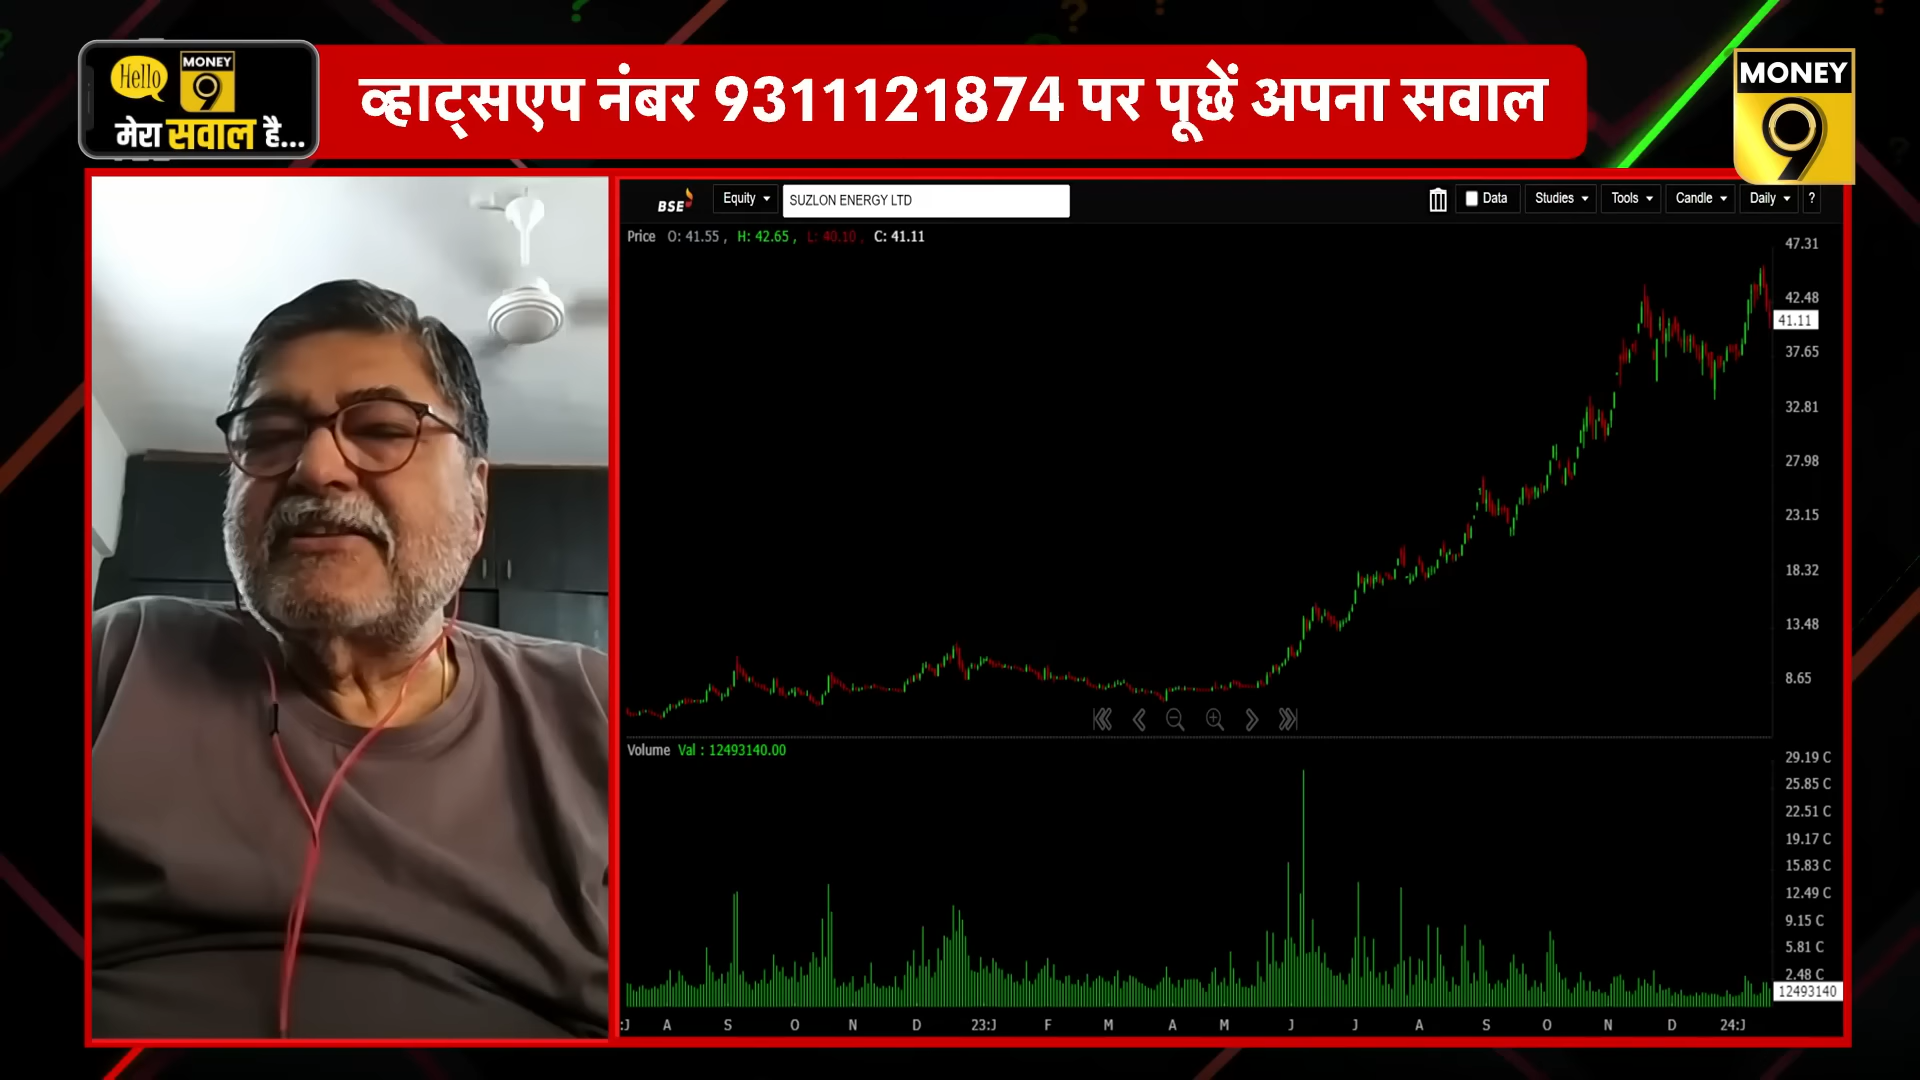 Hello
MONEY
9
मेरा सवाल है...
व्हाट्सएप नंबर 9311121874 पर पूछें अपना सवाल
MONEY
9
BSE
Equity
SUZLON ENERGY LTD
Data
Studies
Tools
Candle
Daily
?
Price O: 41.55 , H: 42.65 , L: 40.10 , C: 41.11
47.31
42.48
41.11
37.65
32.81
27.98
23.15
18.32
13.48
8.65
Volume Val : 12493140.00
29.19 C
25.85 C
22.51 C
19.17 C
15.83 C
12.49 C
9.15 C
5.81 C
2.48 C
12493140
:J A S O N D 23:J F M A M J J A S O N D 24:J